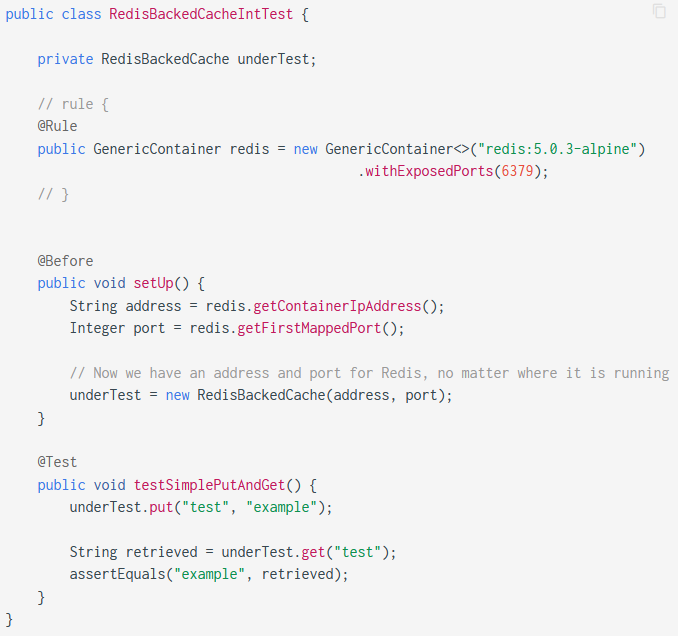 public class RedisBackedCacheIntTest {
private RedisBackedCache underTest;
// rule {
@Rule
public GenericContainer redis = new GenericContainer<>("redis:5.0.3-alpine")
.withExposedPorts(6379);
// }
@Before
public void setUp() {
String address = redis.getContainerIpAddress();
Integer port = redis.getFirstMappedPort();
// Now we have an address and port for Redis, no matter where it is running
underTest = new RedisBackedCache(address, port);
}
@Test
public void testSimplePutAndGet() {
underTest.put("test", "example");
String retrieved = underTest.get("test");
assertEquals("example", retrieved);
}
}